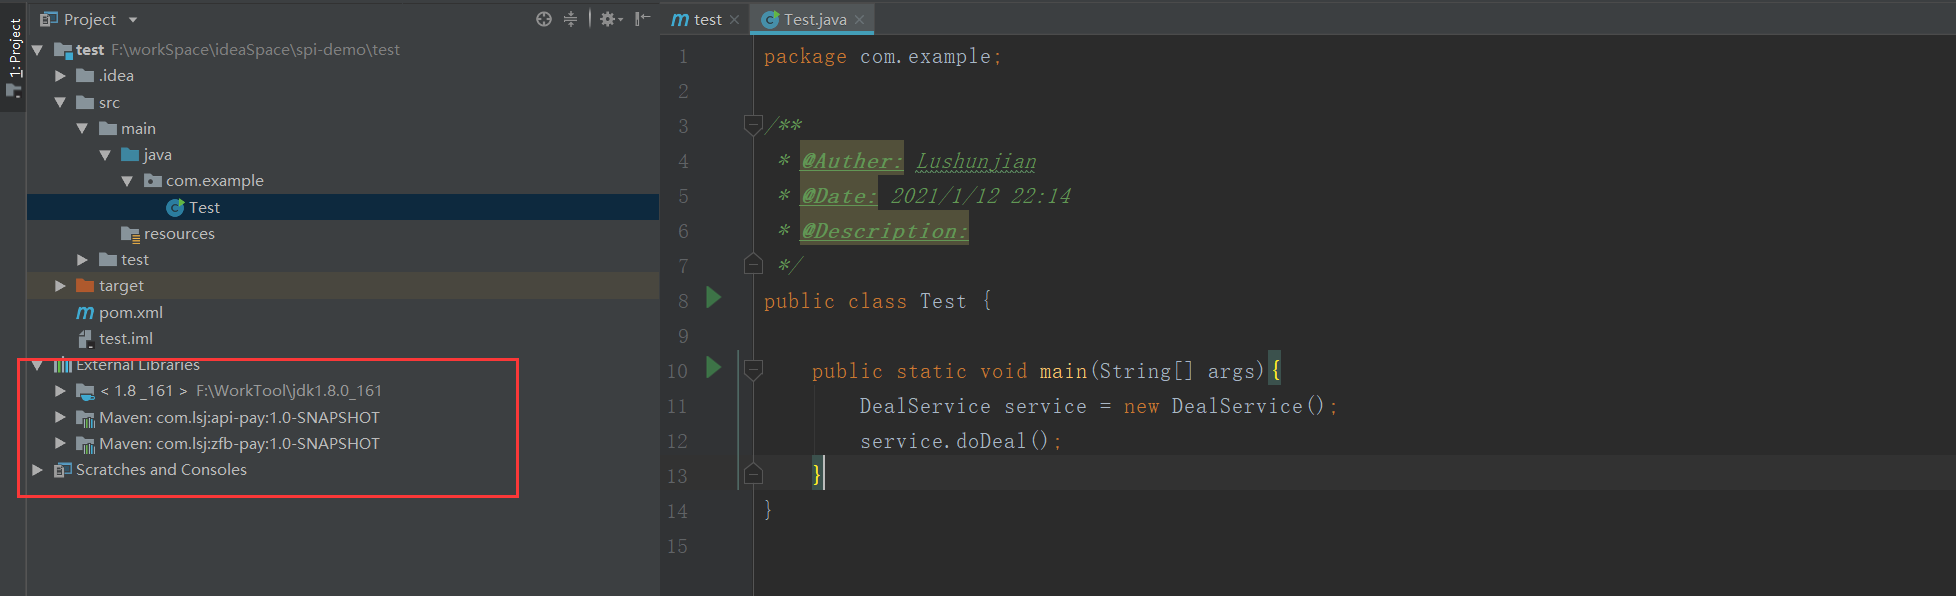 1: Project
Project
test F:\workSpace\ideaSpace\spi-demo\test
.idea
src
main
java
com.example
Test
resources
test
target
pom.xml
test.iml
External Libraries
< 1.8 _161 > F:\WorkTool\jdk1.8.0_161
Maven: com.lsj:api-pay:1.0-SNAPSHOT
Maven: com.lsj:zfb-pay:1.0-SNAPSHOT
Scratches and Consoles
test Test.java
1 package com.example;
2
3 /**
4 * @Auther: Lushunjian
5 * @Date: 2021/1/12 22:14
6 * @Description:
7 */
8 public class Test {
9
10 public static void main(String[] args){
11 DealService service = new DealService();
12 service.doDeal();
13 }
14 }
15